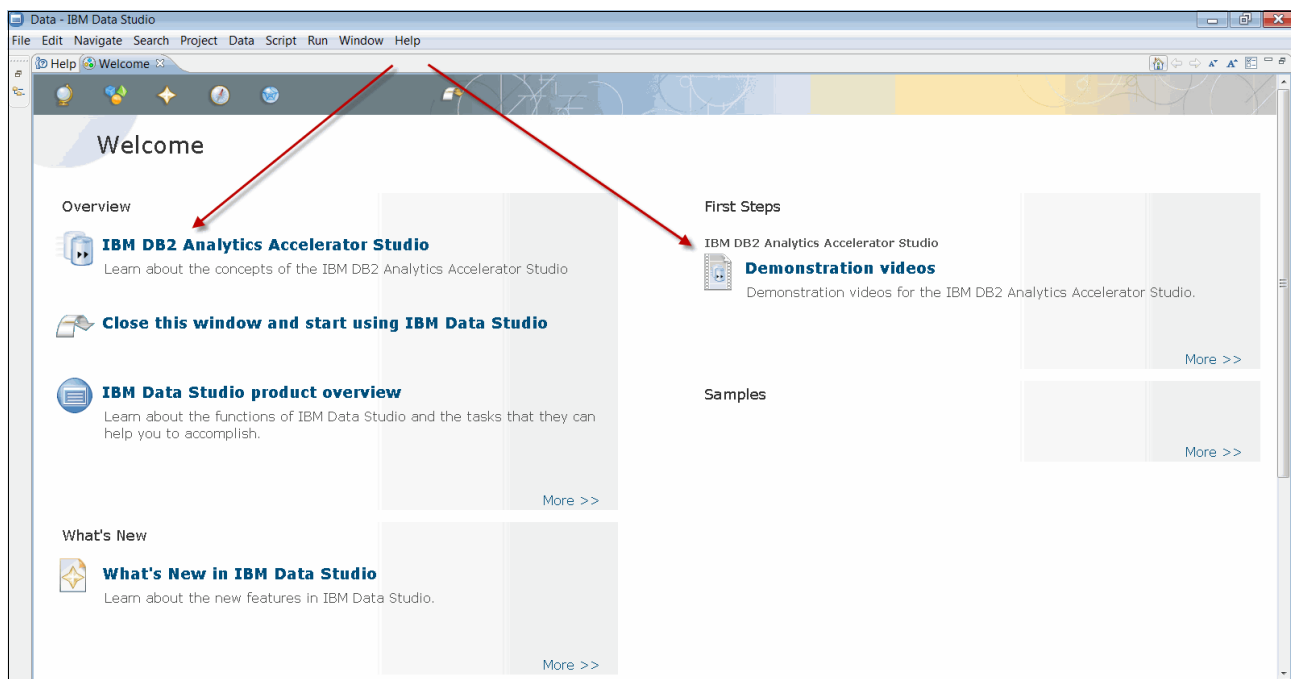 Data - IBM Data Studio
File Edit Navigate Search Project Data Script Run Window Help
Help Welcome
Welcome
Overview
IBM DB2 Analytics Accelerator Studio
Learn about the concepts of the IBM DB2 Analytics Accelerator Studio
Close this window and start using IBM Data Studio
IBM Data Studio product overview
Learn about the functions of IBM Data Studio and the tasks that they can
help you to accomplish.
More >>
What's New
What's New in IBM Data Studio
Learn about the new features in IBM Data Studio.
More >>
First Steps
IBM DB2 Analytics Accelerator Studio
Demonstration videos
Demonstration videos for the IBM DB2 Analytics Accelerator Studio.
More >>
Samples
More >>